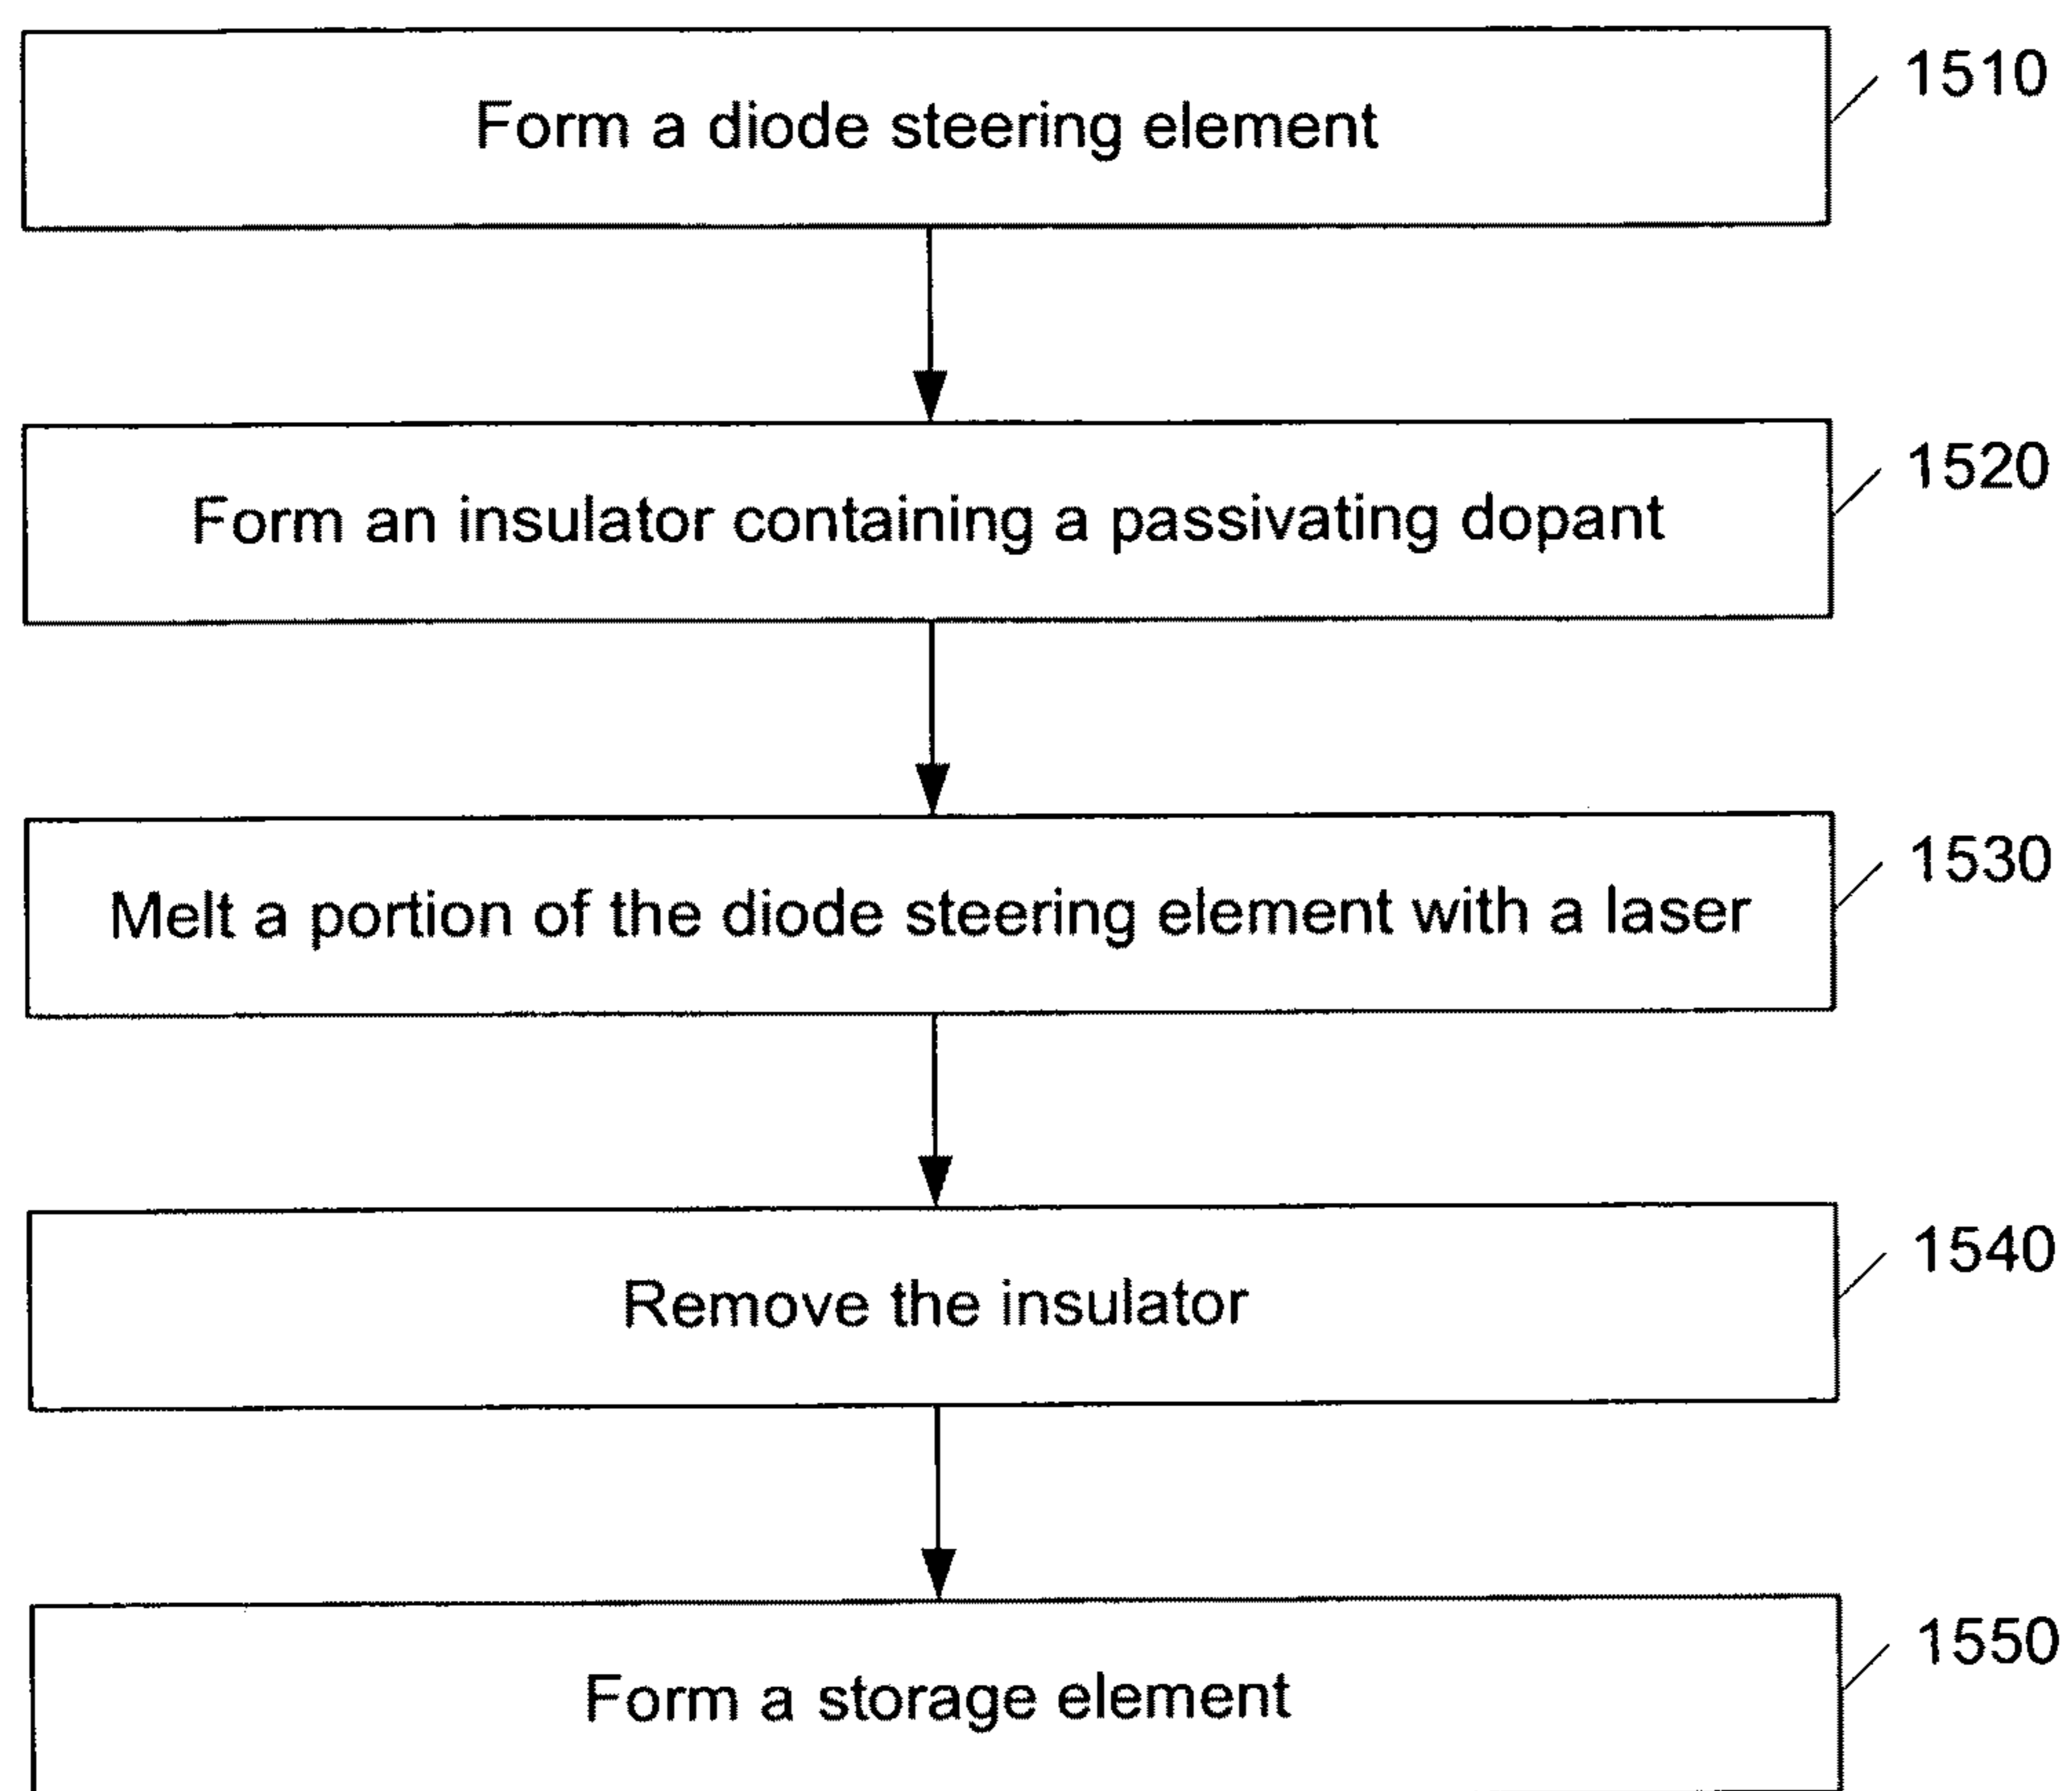 Form a diode steering element
1510
Form an insulator containing a passivating dopant
1520
Melt a portion of the diode steering element with a laser
1530
Remove the insulator
1540
Form a storage element
1550